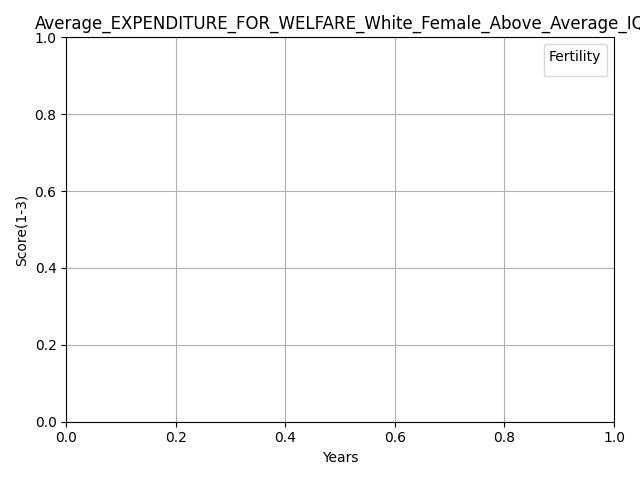 Average_EXPENDITURE_FOR_WELFARE_White_Female_Above_Average_IQ
Fertility
Score(1-3)
1.0
0.8
0.6
0.4
0.2
0.0
0.0 0.2 0.4 0.6 0.8 1.0
Years